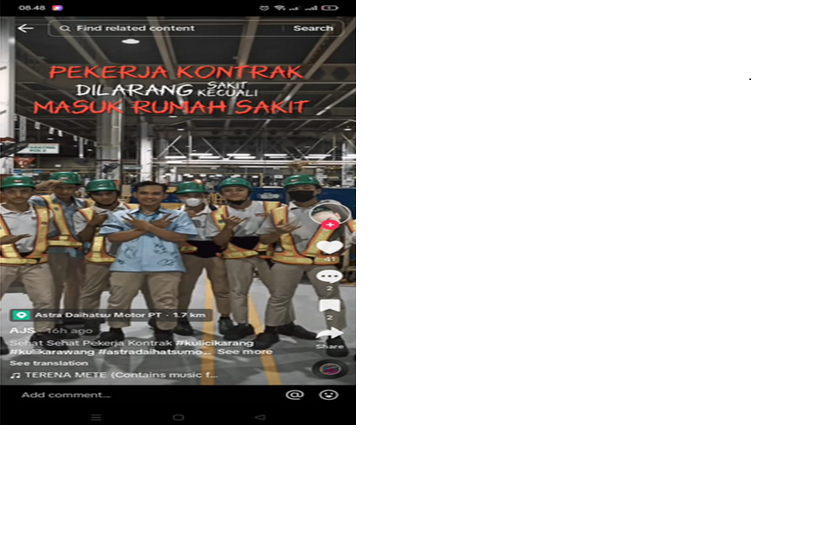 08.48
Find related content
Search
PEKERJA KONTRAK
DILARANG SAKIT KECUALI
MASUK RUMAH SAKIT
Astra Daihatsu Motor PT · 1.7 km
AJS · 16h ago
Sehat Sehat Pekerja Kontrak #kulicikarang
#kulikarawang #astradaihatsumo... See more
See translation
TERENA METE (Contains music f...
41
2
2
Share
Add comment...